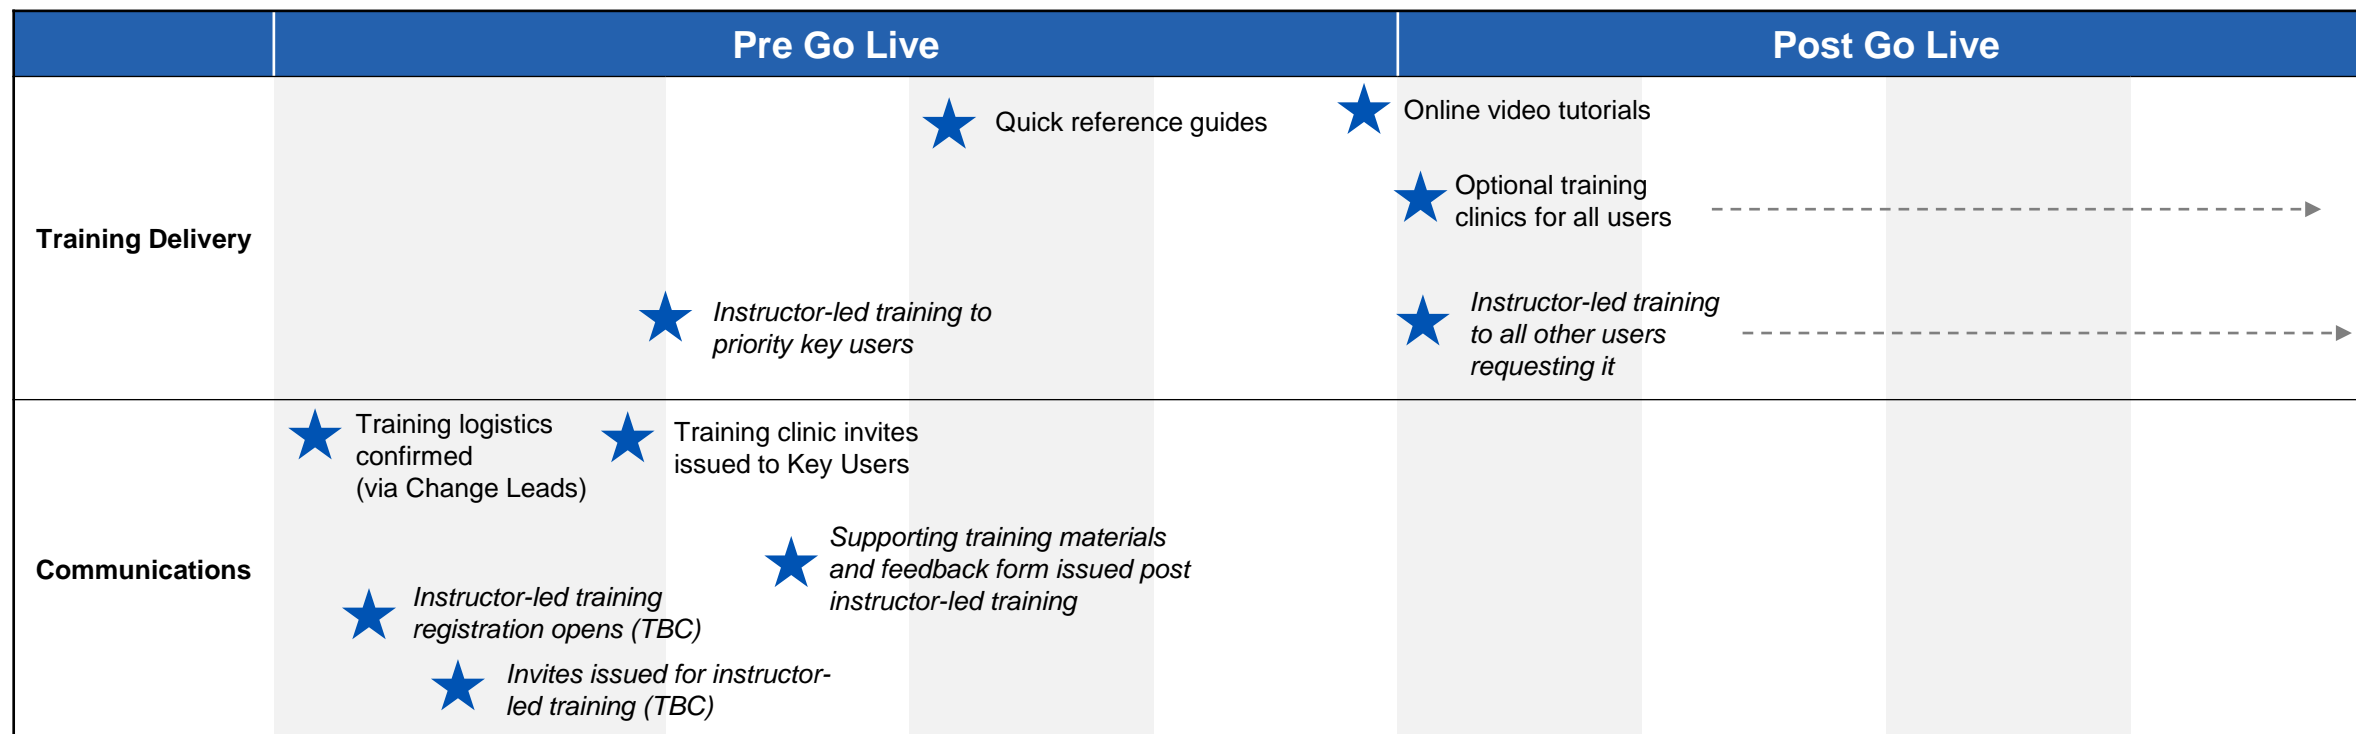 Pre Go Live
Post Go Live
Training Delivery
Quick reference guides
Online video tutorials
Optional training
clinics for all users
Instructor-led training to
priority key users
Instructor-led training
to all other users
requesting it
Communications
Training logistics
confirmed
(via Change Leads)
Training clinic invites
issued to Key Users
Supporting training materials
and feedback form issued post
instructor-led training
Instructor-led training
registration opens (TBC)
Invites issued for instructor-
led training (TBC)